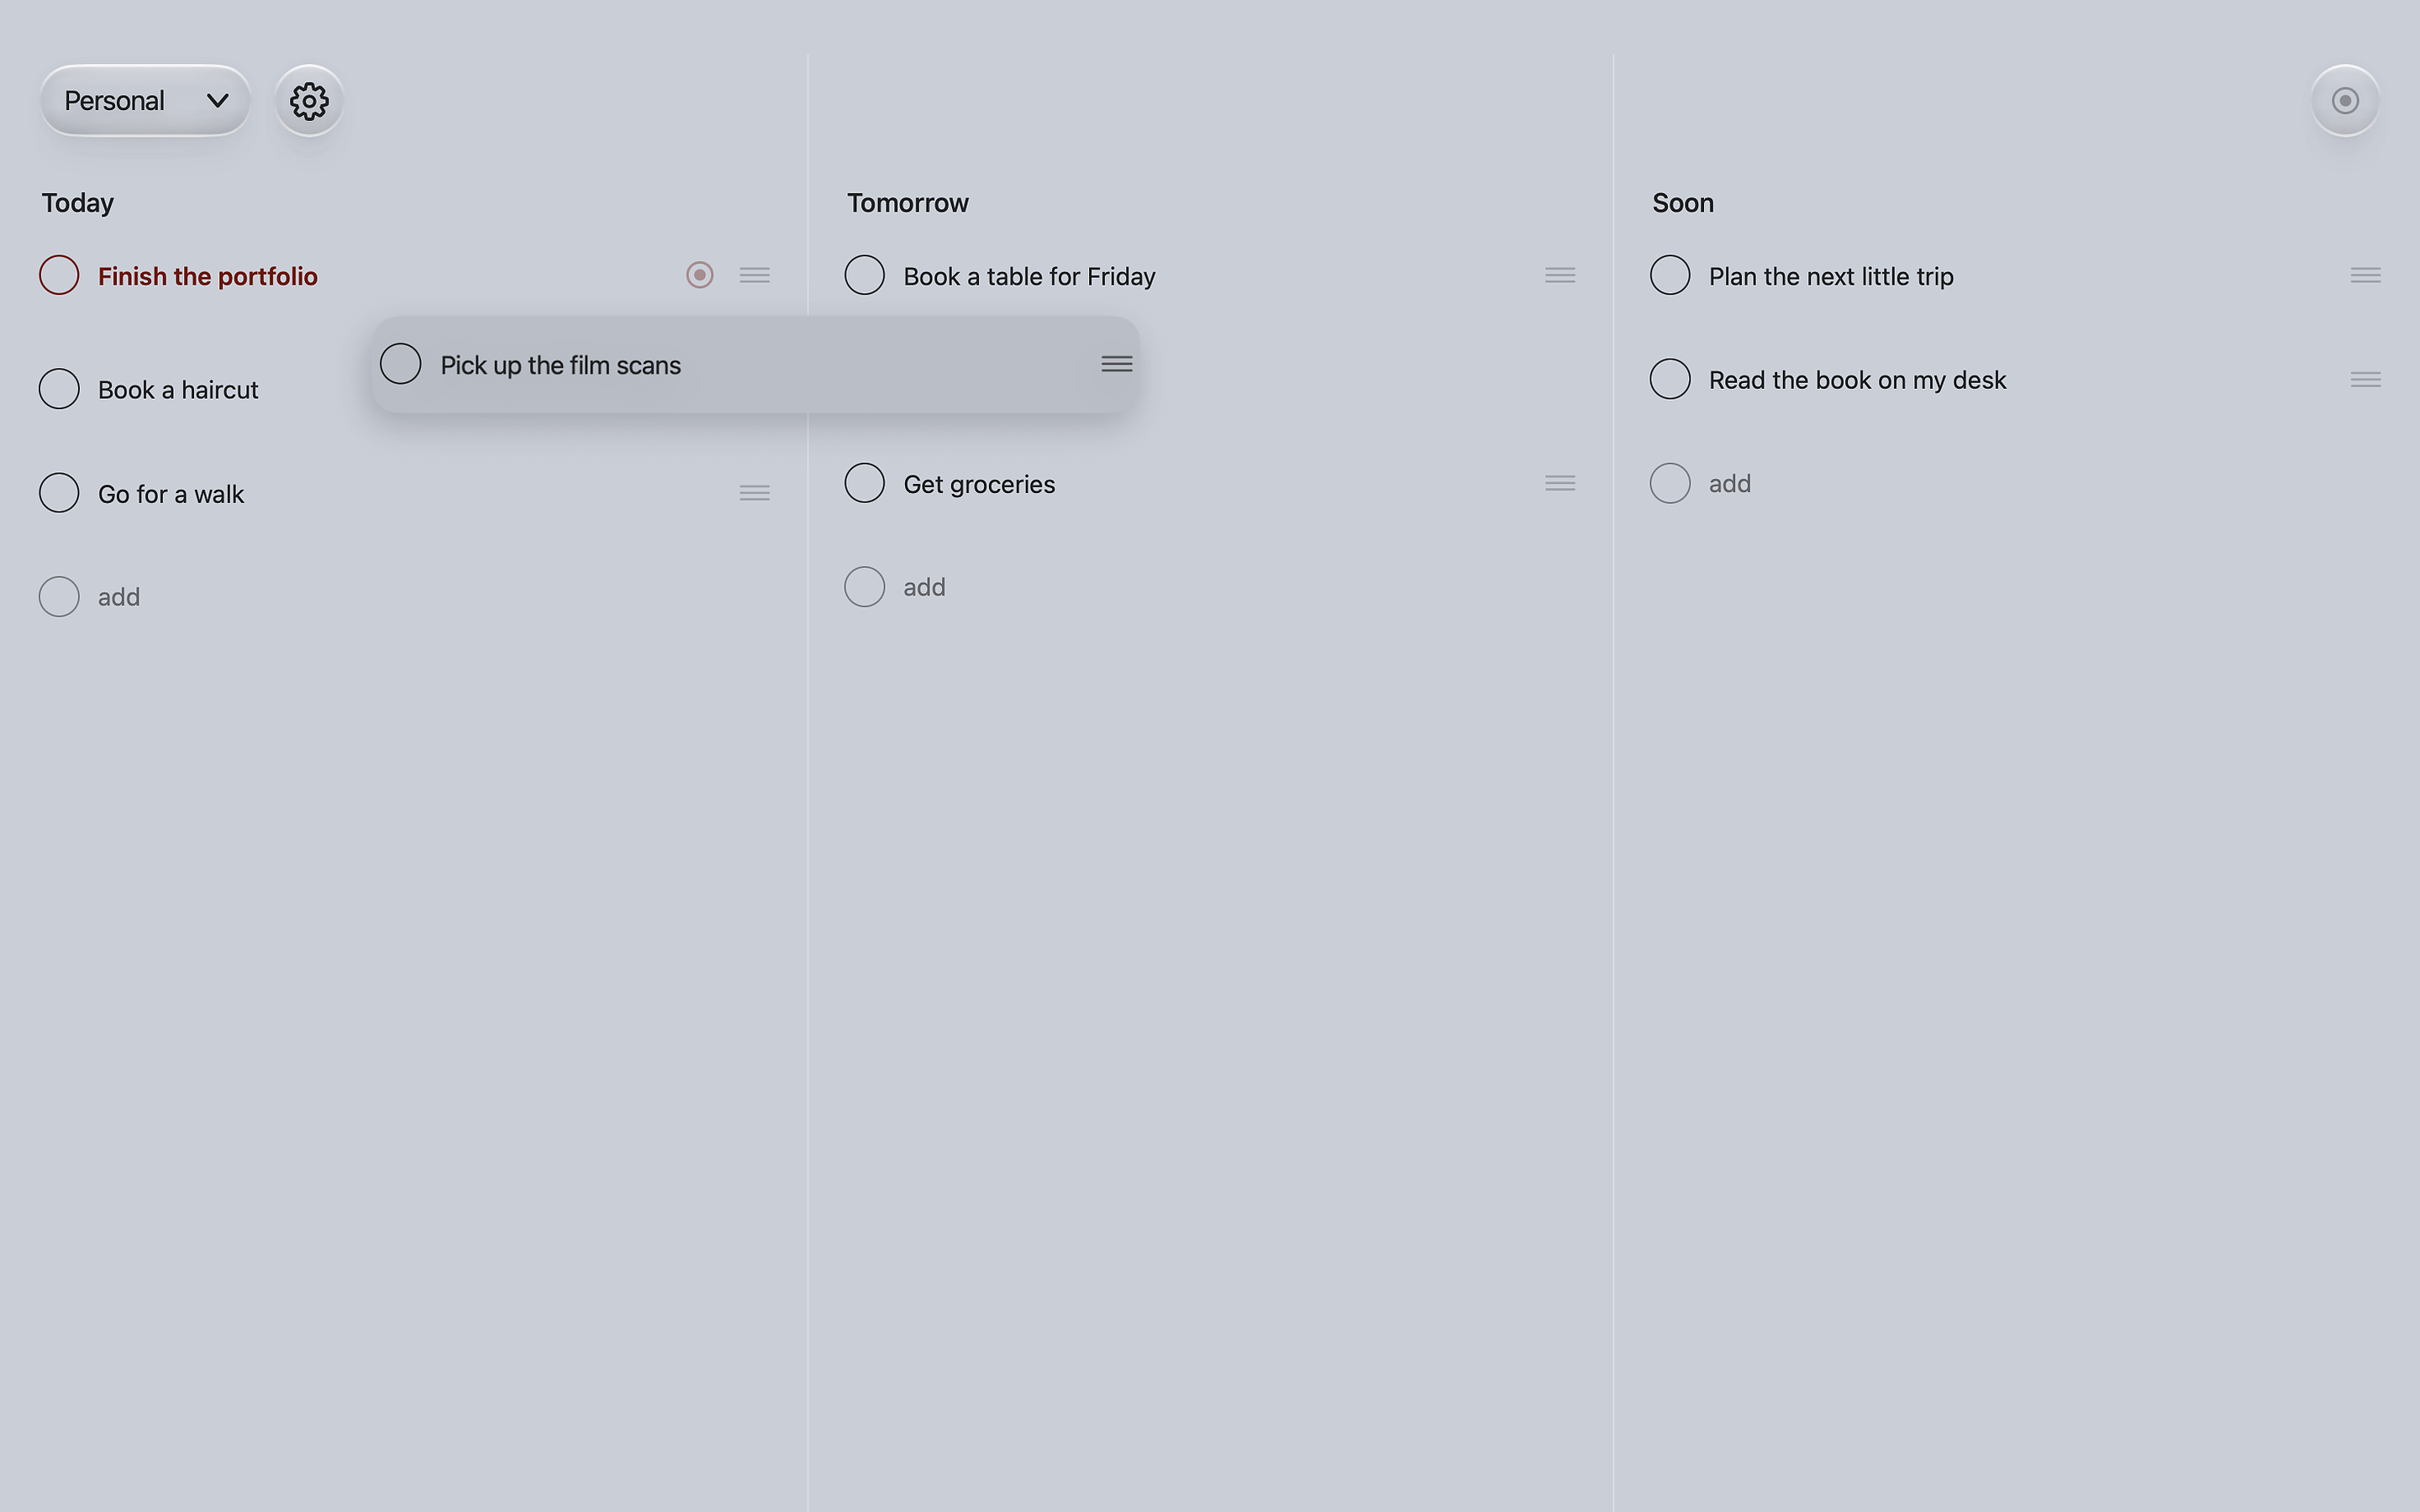 Personal
Today
Finish the portfolio
Pick up the film scans
Book a haircut
Go for a walk
add
Tomorrow
Book a table for Friday
Get groceries
add
Soon
Plan the next little trip
Read the book on my desk
add